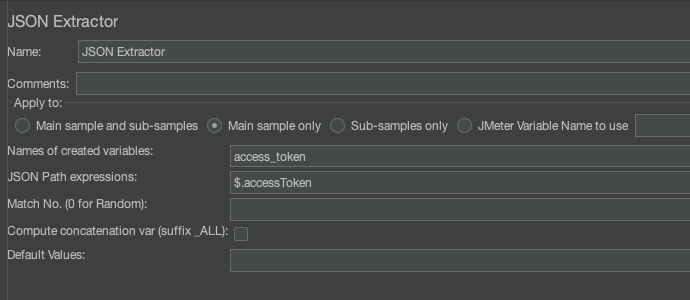 JSON Extractor
Name: JSON Extractor
Comments:
Apply to:
Main sample and sub-samples Main sample only Sub-samples only JMeter Variable Name to use
Names of created variables: access_token
JSON Path expressions: $.accessToken
Match No. (0 for Random):
Compute concatenation var (suffix _ALL):
Default Values: